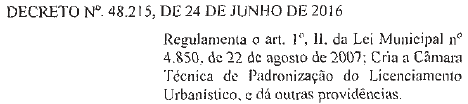 DECRETO Nº. 48.215, DE 24 DE JUNHO DE 2016
Regulamenta o art. 1º, II, da Lei Municipal nº
4.850, de 22 de agosto de 2007; Cria a Câmara
Técnica de Padronização do Licenciamento
Urbanístico, e dá outras providências.